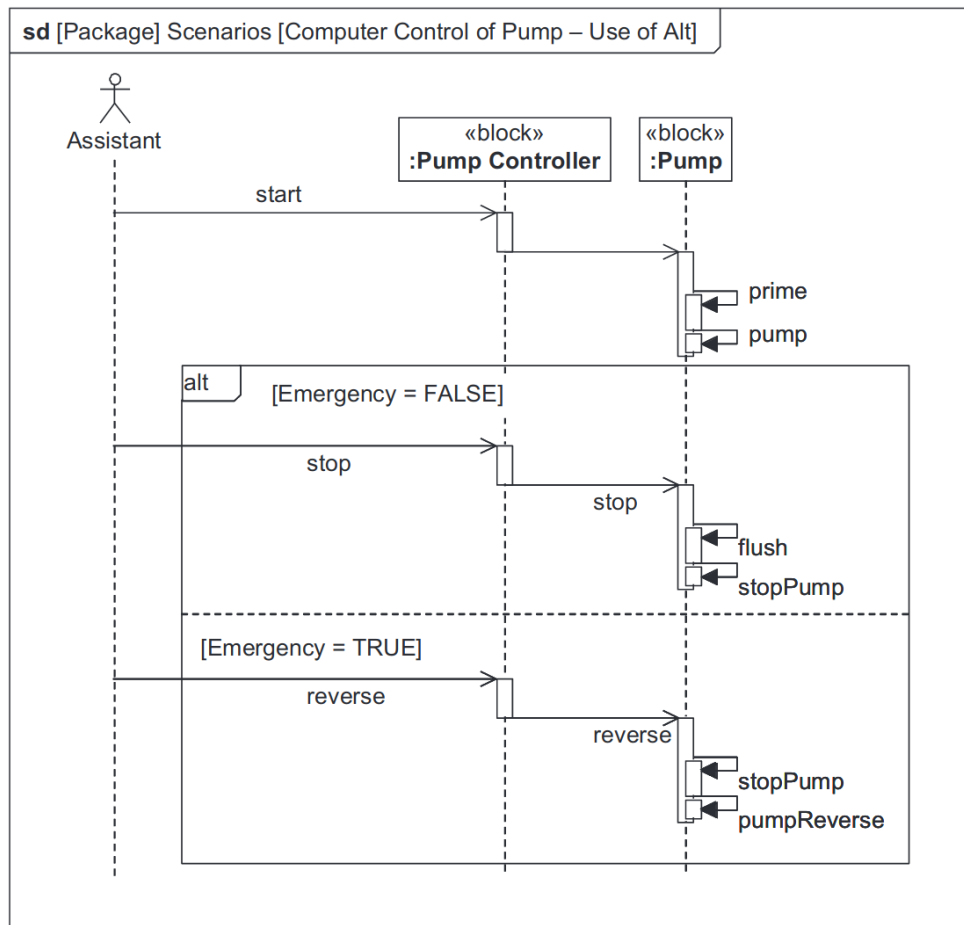 sd [Package] Scenarios [Computer Control of Pump – Use of Alt]
Assistant
«block»
:Pump Controller
«block»
:Pump
start
prime
pump
alt
[Emergency = FALSE]
stop
stop
flush
stopPump
[Emergency = TRUE]
reverse
reverse
stopPump
pumpReverse